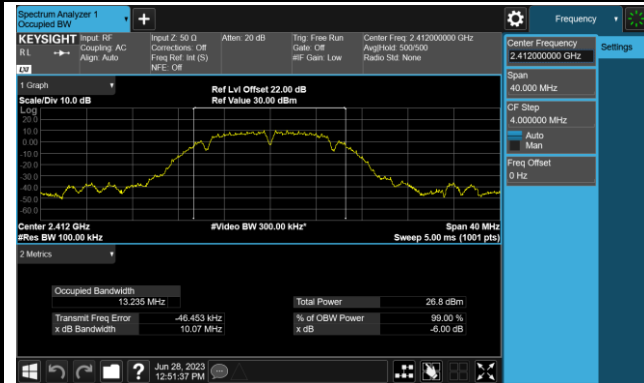 Spectrum Analyzer 1
Occupied BW
+
Frequency
KEYSIGHT
RL
LXI
Input: RF
Coupling: AC
Align: Auto
Input Z: 50 Ω
Corrections: Off
Freq Ref: Int (S)
NFE: Off
Atten: 20 dB
Trig: Free Run
Gate: Off
#IF Gain: Low
Center Freq: 2.412000000 GHz
Avg|Hold: 500/500
Radio Std: None
Center Frequency
2.412000000 GHz
Settings
Span
40.000 MHz
CF Step
4.000000 MHz
Auto
Man
Freq Offset
0 Hz
1 Graph
Scale/Div 10.0 dB
Ref Lvl Offset 22.00 dB
Ref Value 30.00 dBm
Log
20.0
10.0
0.00
-10.0
-20.0
-30.0
-40.0
-50.0
-60.0
Center 2.412 GHz
#Res BW 100.00 kHz
#Video BW 300.00 kHz*
Span 40 MHz
Sweep 5.00 ms (1001 pts)
2 Metrics
Occupied Bandwidth
13.235 MHz
Total Power 26.8 dBm
Transmit Freq Error -46.453 kHz
% of OBW Power 99.00 %
x dB Bandwidth 10.07 MHz
x dB -6.00 dB
?
Jun 28, 2023
12:51:37 PM